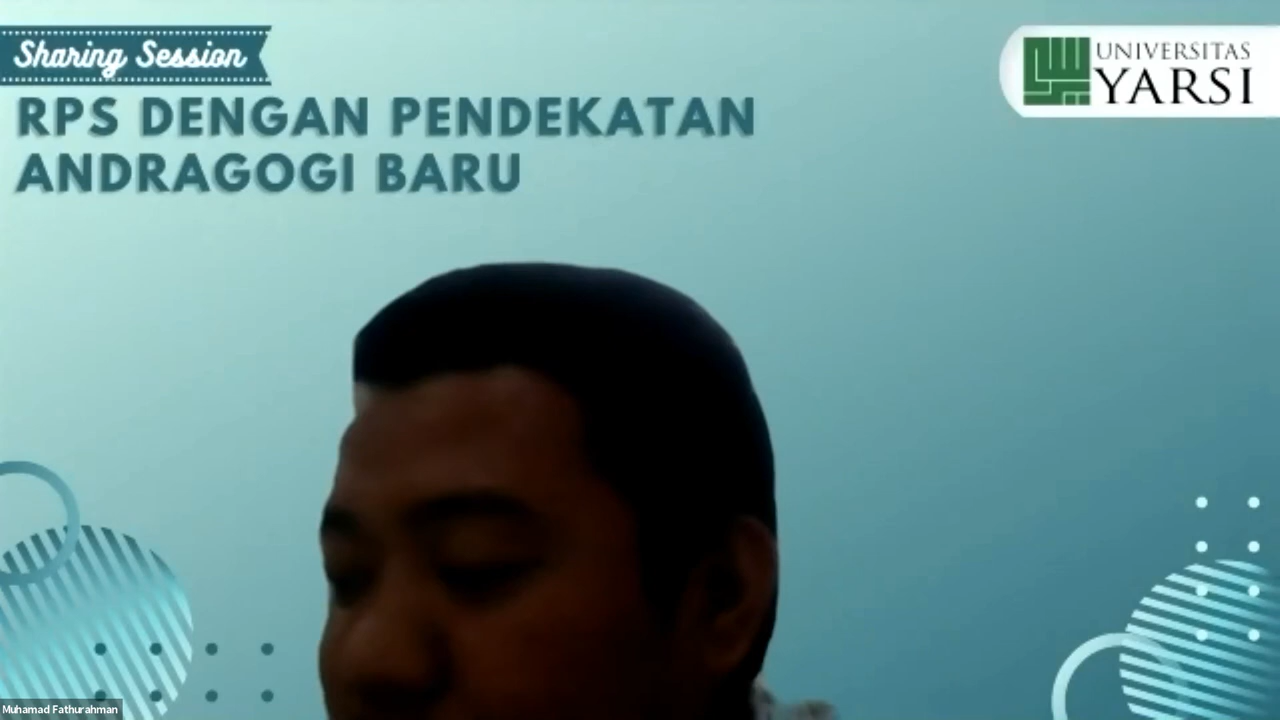 Sharing Session
RPS DENGAN PENDEKATAN
ANDRAGOGI BARU
UNIVERSITAS
YARSI
Muhamad Fathurahman